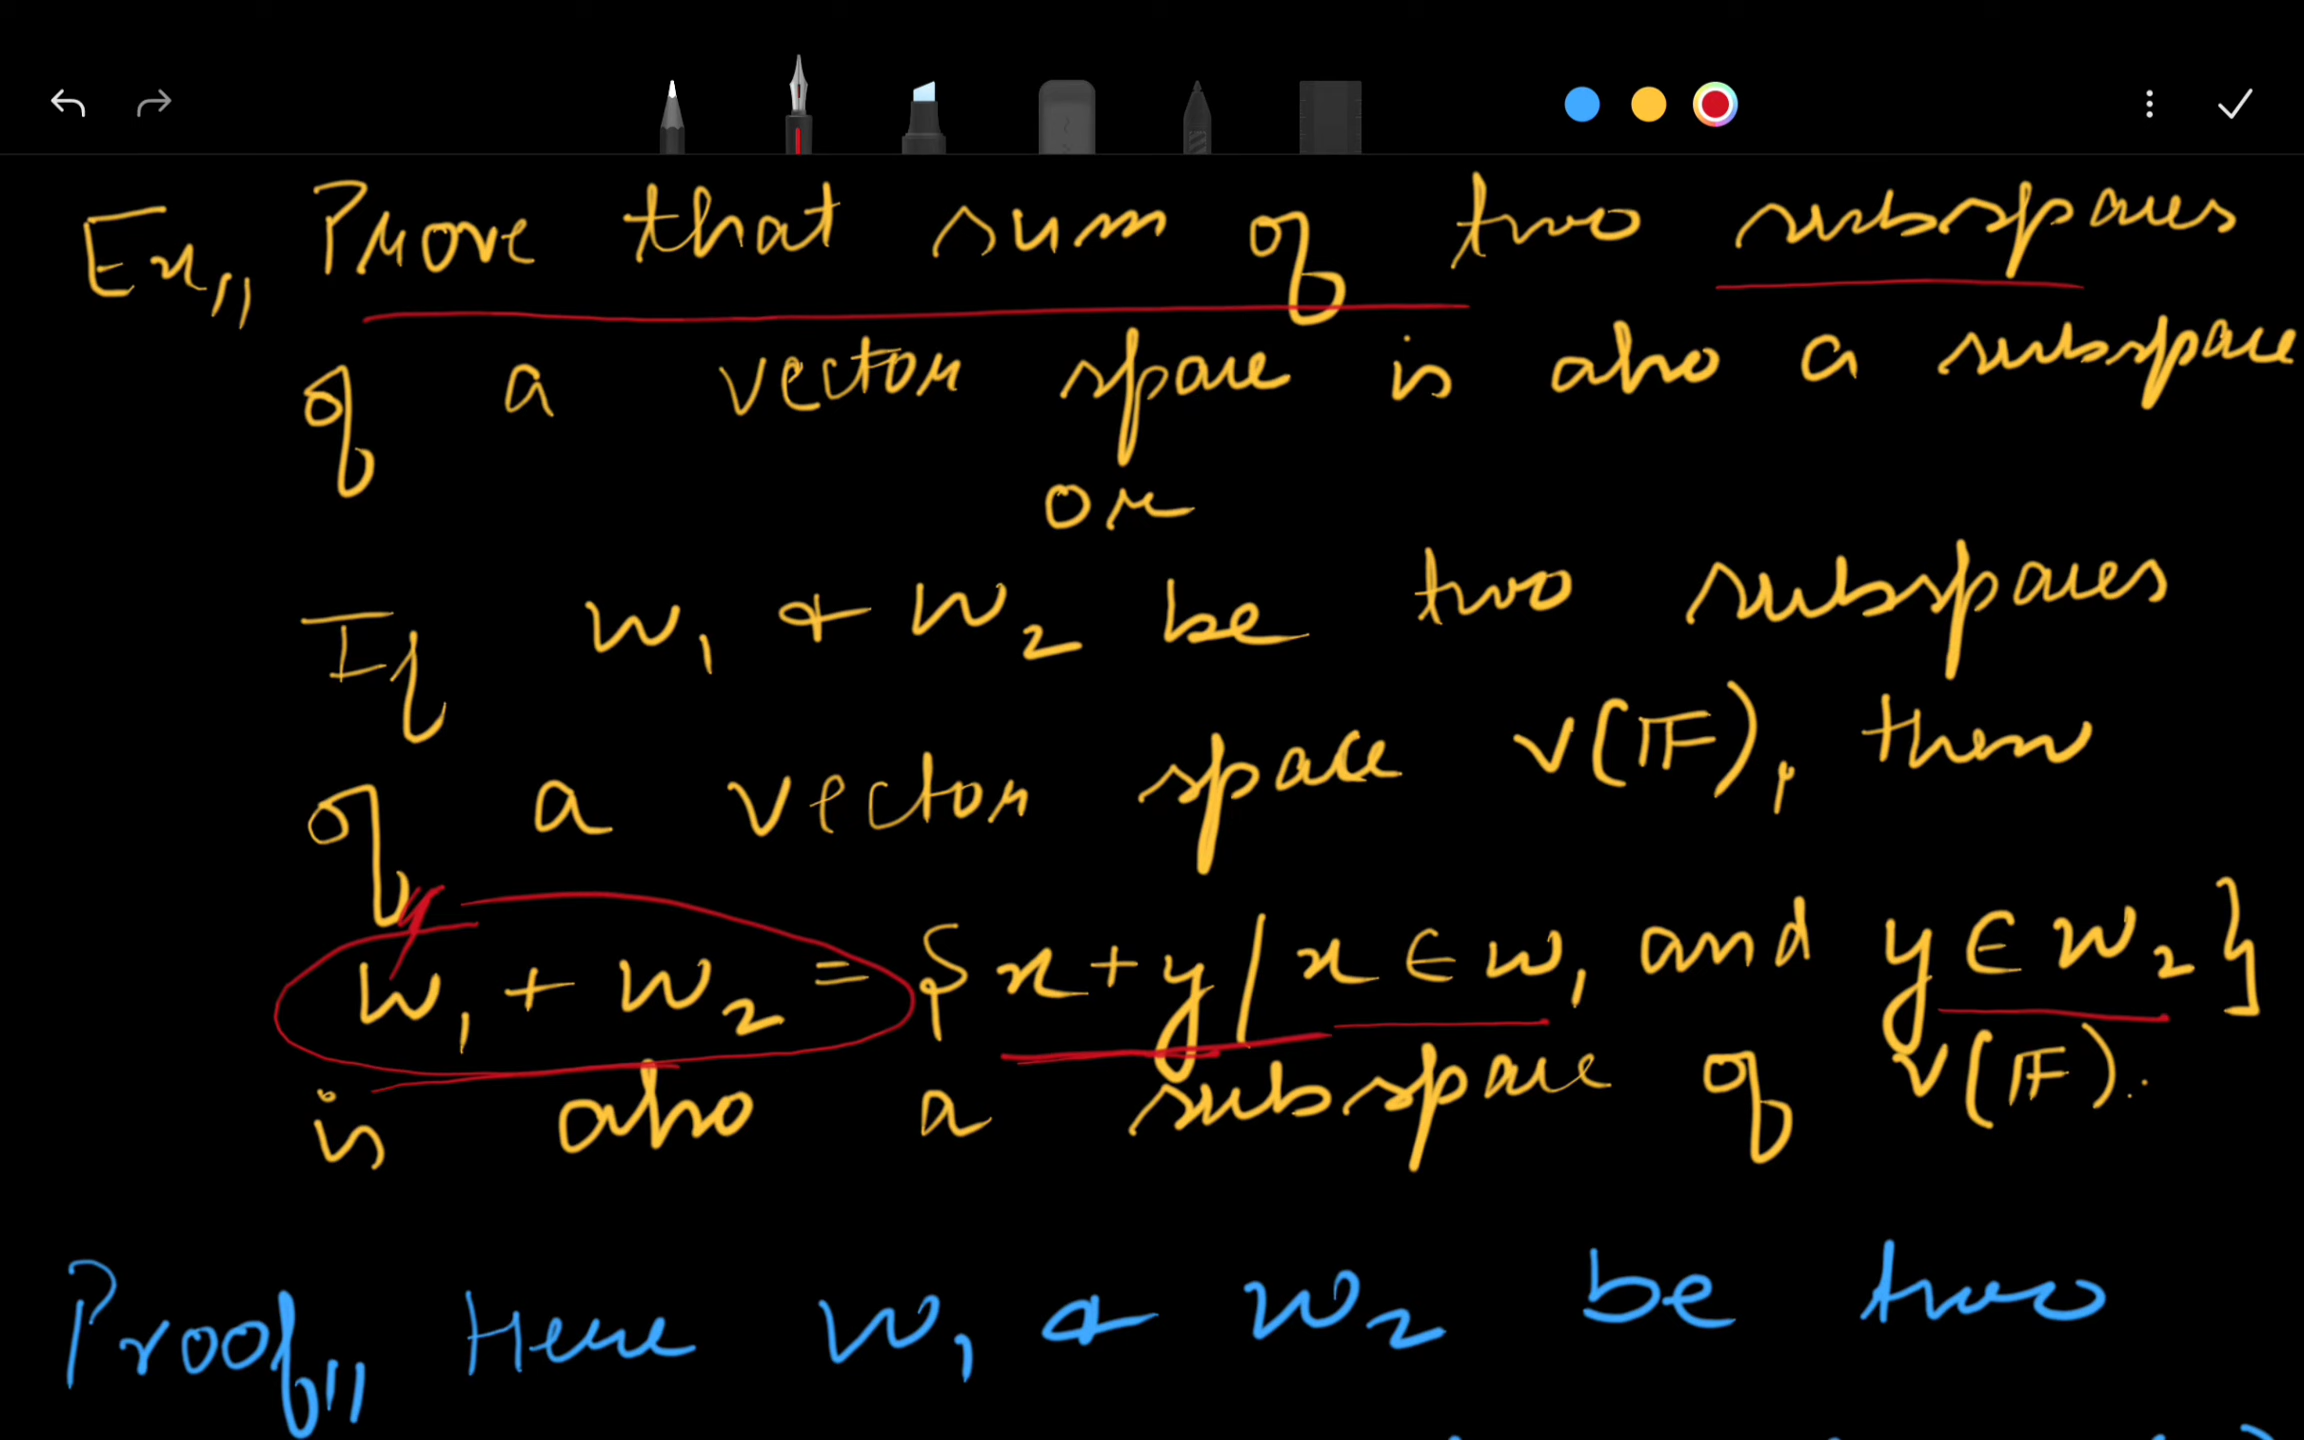 Ex,, Prove that sum of two subspaces
of a vector space is also a subspace
or
If W₁ & W₂ be two subspaces
of a vector space V(𝔽), then
W₁ + W₂ = {x+y / x ∈ W₁ and y ∈ W₂}
is also a subspace of V(𝔽).
Proof,, Here W₁ & W₂ be two